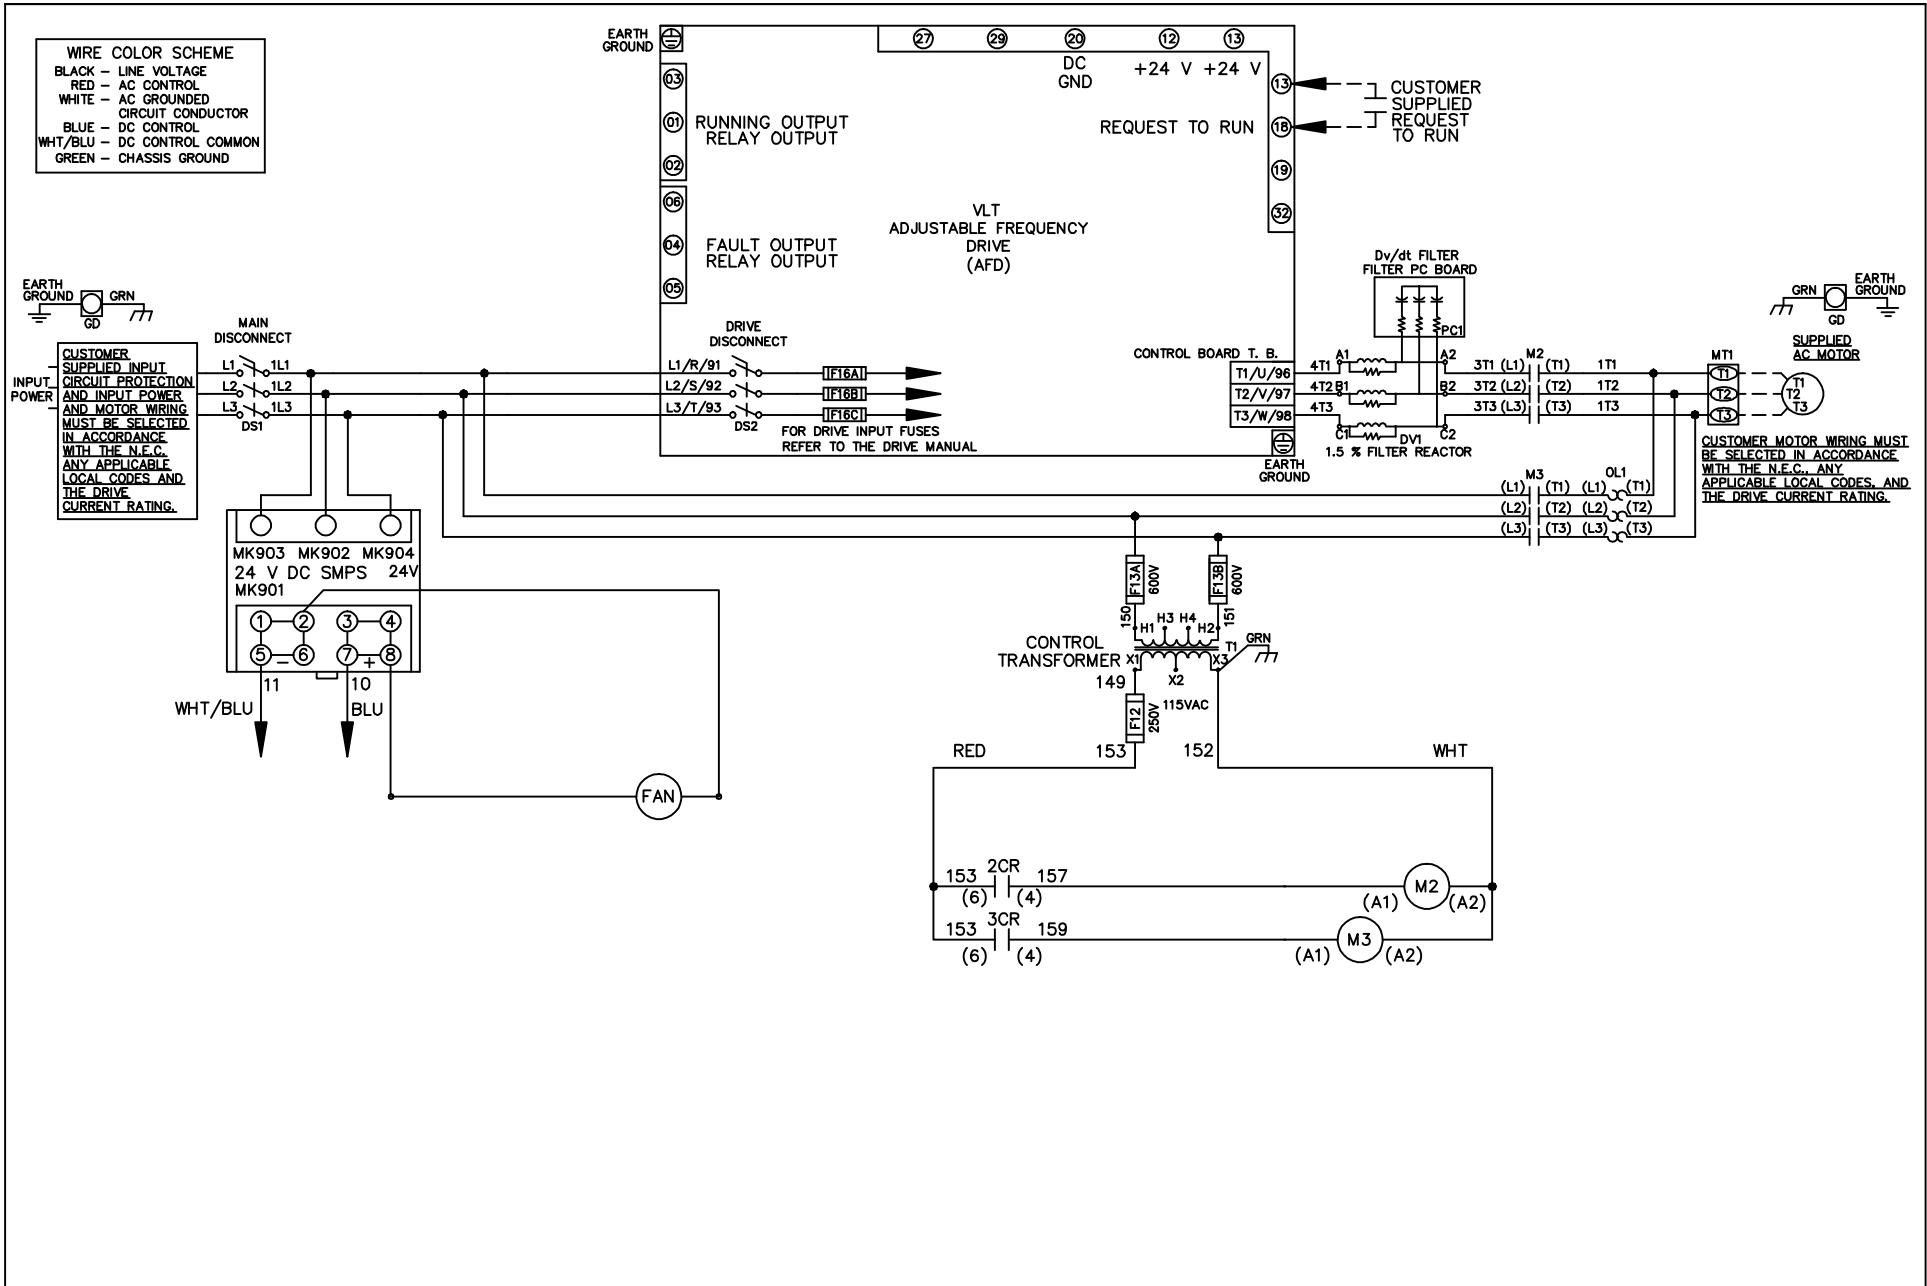 WIRE COLOR SCHEME
BLACK – LINE VOLTAGE
RED – AC CONTROL
WHITE – AC GROUNDED
CIRCUIT CONDUCTOR
BLUE – DC CONTROL
WHT/BLU – DC CONTROL COMMON
GREEN – CHASSIS GROUND
EARTH
GROUND
03
01
02
RUNNING OUTPUT
RELAY OUTPUT
06
04
05
FAULT OUTPUT
RELAY OUTPUT
27
29
20
12
13
DC
GND
+24 V
+24 V
13
REQUEST TO RUN
18
19
32
CUSTOMER
SUPPLIED
REQUEST
TO RUN
VLT
ADJUSTABLE FREQUENCY
DRIVE
(AFD)
EARTH
GROUND
GRN
GD
INPUT
POWER
CUSTOMER
SUPPLIED INPUT
CIRCUIT PROTECTION
AND INPUT POWER
AND MOTOR WIRING
MUST BE SELECTED
IN ACCORDANCE
WITH THE N.E.C.
ANY APPLICABLE
LOCAL CODES AND
THE DRIVE
CURRENT RATING.
MAIN
DISCONNECT
L1 1L1
L2 1L2
L3 1L3
DS1
DRIVE
DISCONNECT
L1/R/91
L2/S/92
L3/T/93
DS2
F16A
F16B
F16C
FOR DRIVE INPUT FUSES
REFER TO THE DRIVE MANUAL
CONTROL BOARD T. B.
T1/U/96
T2/V/97
T3/W/98
EARTH
GROUND
Dv/dt FILTER
FILTER PC BOARD
PC1
4T1 A1 A2
4T2 B1 B2
4T3 C1 C2
DV1
1.5 % FILTER REACTOR
M2
3T1 (L1) (T1) 1T1
3T2 (L2) (T2) 1T2
3T3 (L3) (T3) 1T3
MT1
T1
T2
T3
GRN
EARTH
GROUND
GD
SUPPLIED
AC MOTOR
T1
T2
T3
CUSTOMER MOTOR WIRING MUST
BE SELECTED IN ACCORDANCE
WITH THE N.E.C., ANY
APPLICABLE LOCAL CODES, AND
THE DRIVE CURRENT RATING.
M3 OL1
(L1) (T1) (L1) (T1)
(L2) (T2) (L2) (T2)
(L3) (T3) (L3) (T3)
MK903 MK902 MK904
24 V DC SMPS 24V
MK901
1 2 3 4
5 – 6 7 + 8
11 10
WHT/BLU BLU
FAN
F13A
600V
F13B
600V
150
151
H1 H3 H4 H2
CONTROL
TRANSFORMER
T1
GRN
X1 X2 X3
149
F12
250V
115VAC
RED 153 152 WHT
2CR
153 157
(6) (4)
M2
(A1) (A2)
3CR
153 159
(6) (4)
M3
(A1) (A2)